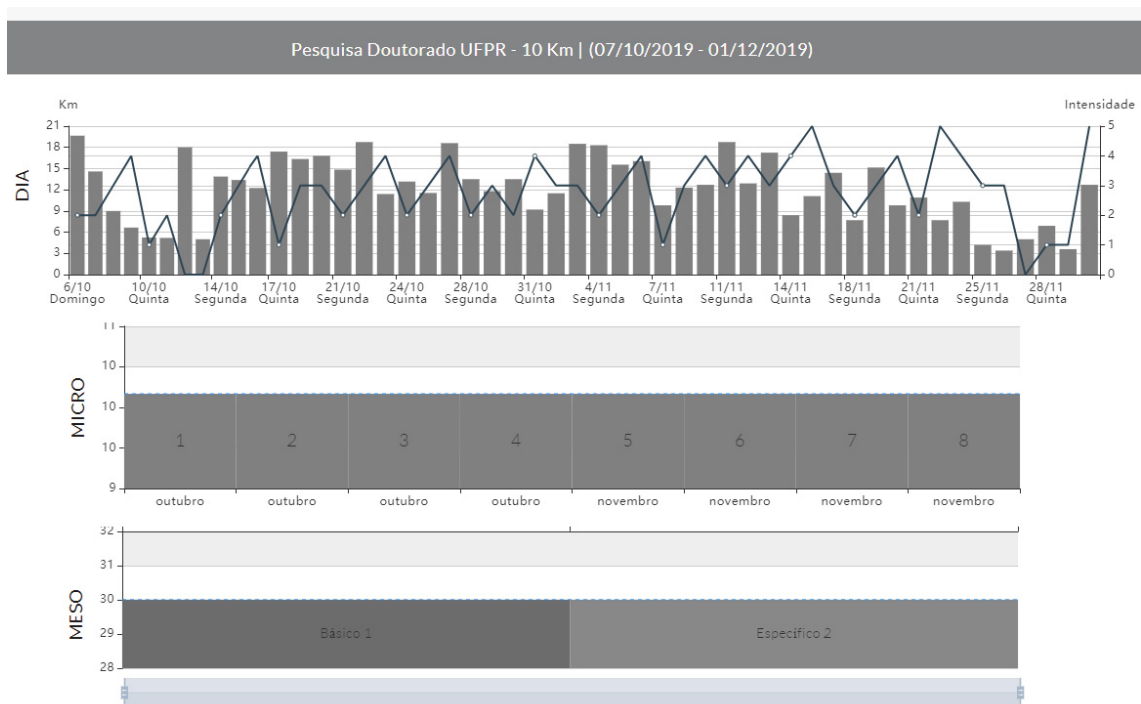 Pesquisa Doutorado UFPR - 10 Km | (07/10/2019 - 01/12/2019)
Km Intensidade
DIA
21 5
18
15 4
12 3
9
6 2
3 1
0 0
6/10 10/10 14/10 17/10 21/10 24/10 28/10 31/10 4/11 7/11 11/11 14/11 18/11 21/11 25/11 28/11
Domingo Quinta Segunda Quinta Segunda Quinta Segunda Quinta Segunda Quinta Segunda Quinta Segunda Quinta Segunda Quinta
MICRO
11
10
10
10
9
1 2 3 4 5 6 7 8
outubro outubro outubro outubro novembro novembro novembro novembro
MESO
32
31
30
29
28
Básico 1 Específico 2